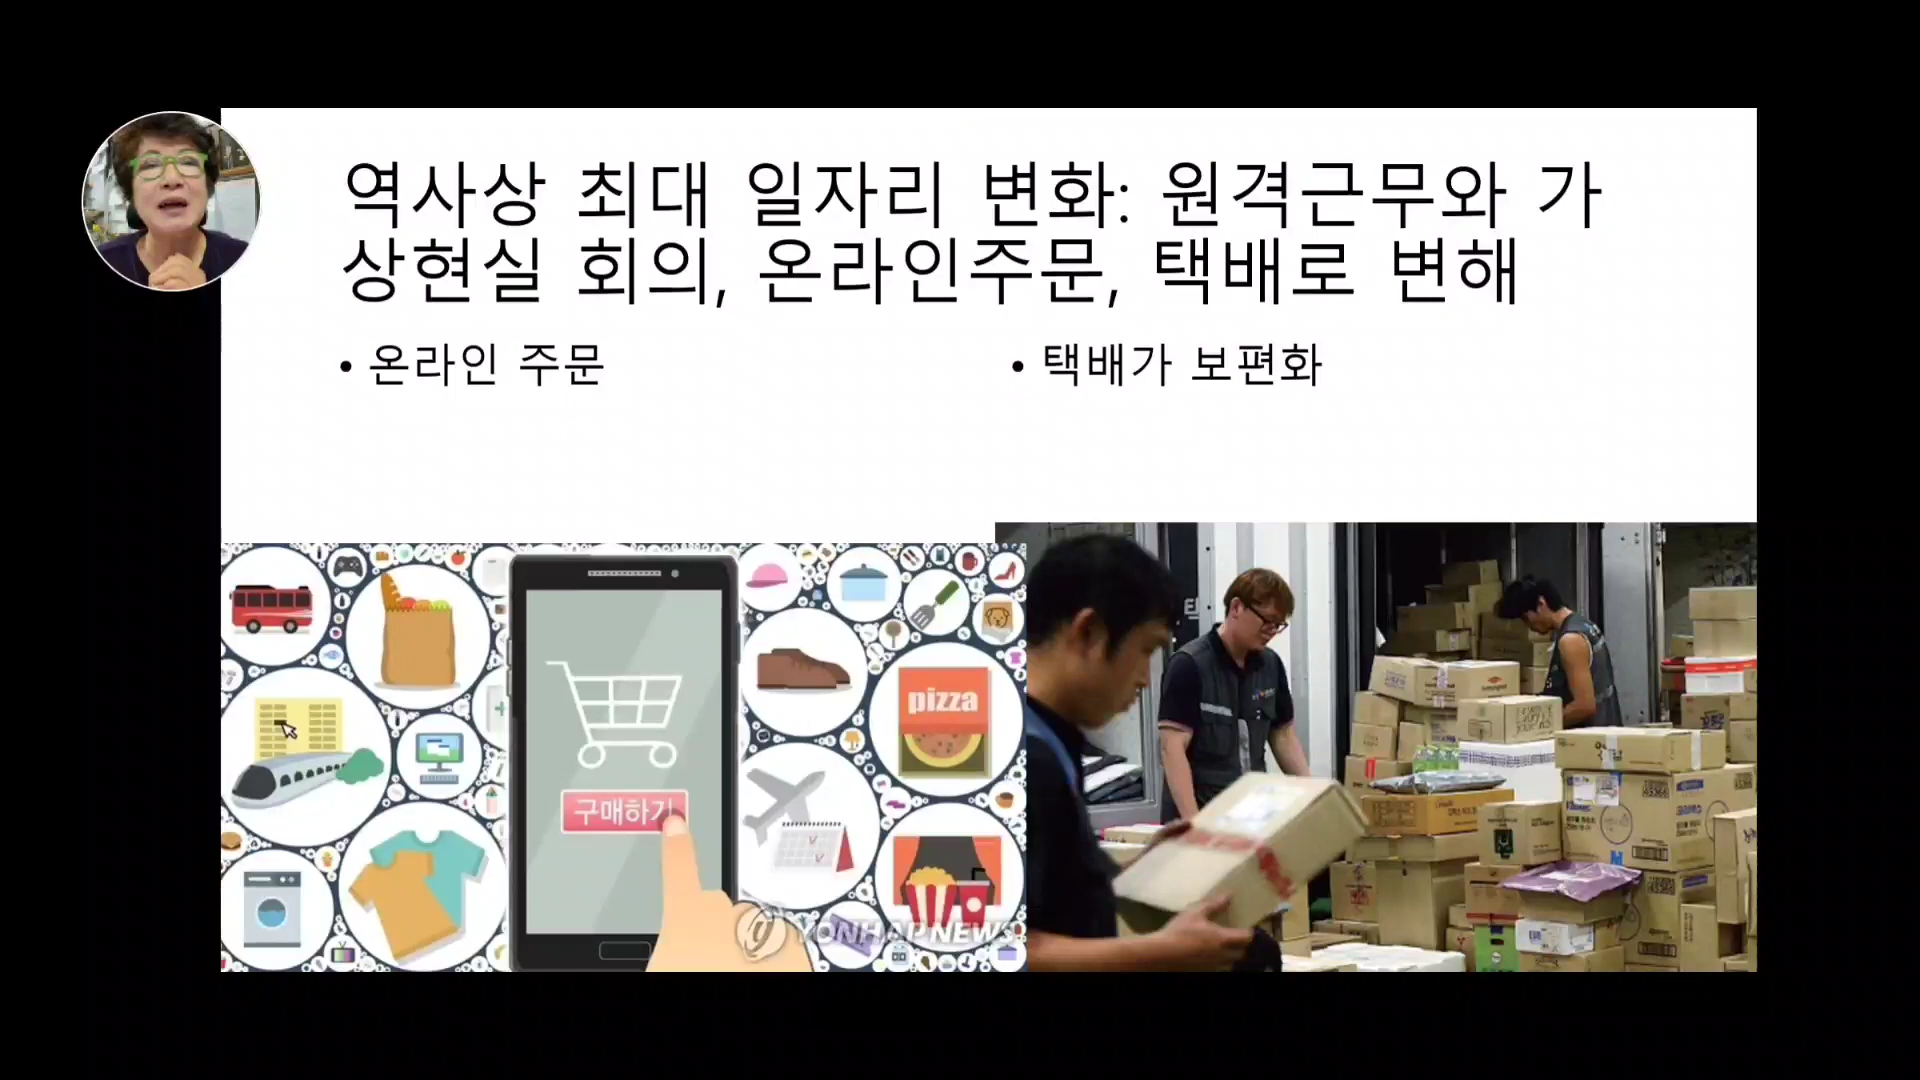 역사상 최대 일자리 변화: 원격근무와 가
상현실 회의, 온라인주문, 택배로 변해
• 온라인 주문
• 택배가 보편화
pizza
구매하기
YONHAPNEWS